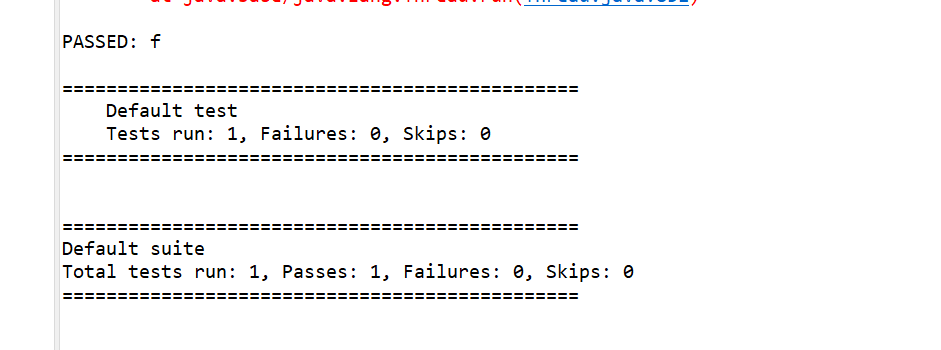 PASSED: f
===============================================
Default test
Tests run: 1, Failures: 0, Skips: 0
===============================================
===============================================
Default suite
Total tests run: 1, Passes: 1, Failures: 0, Skips: 0
===============================================